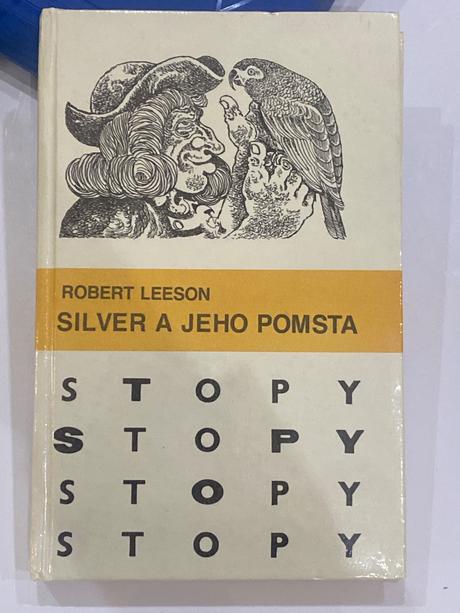 ROBERT LEESON
SILVER A JEHO POMSTA
S T O P Y
S T O P Y
S T O P Y
S T O P Y